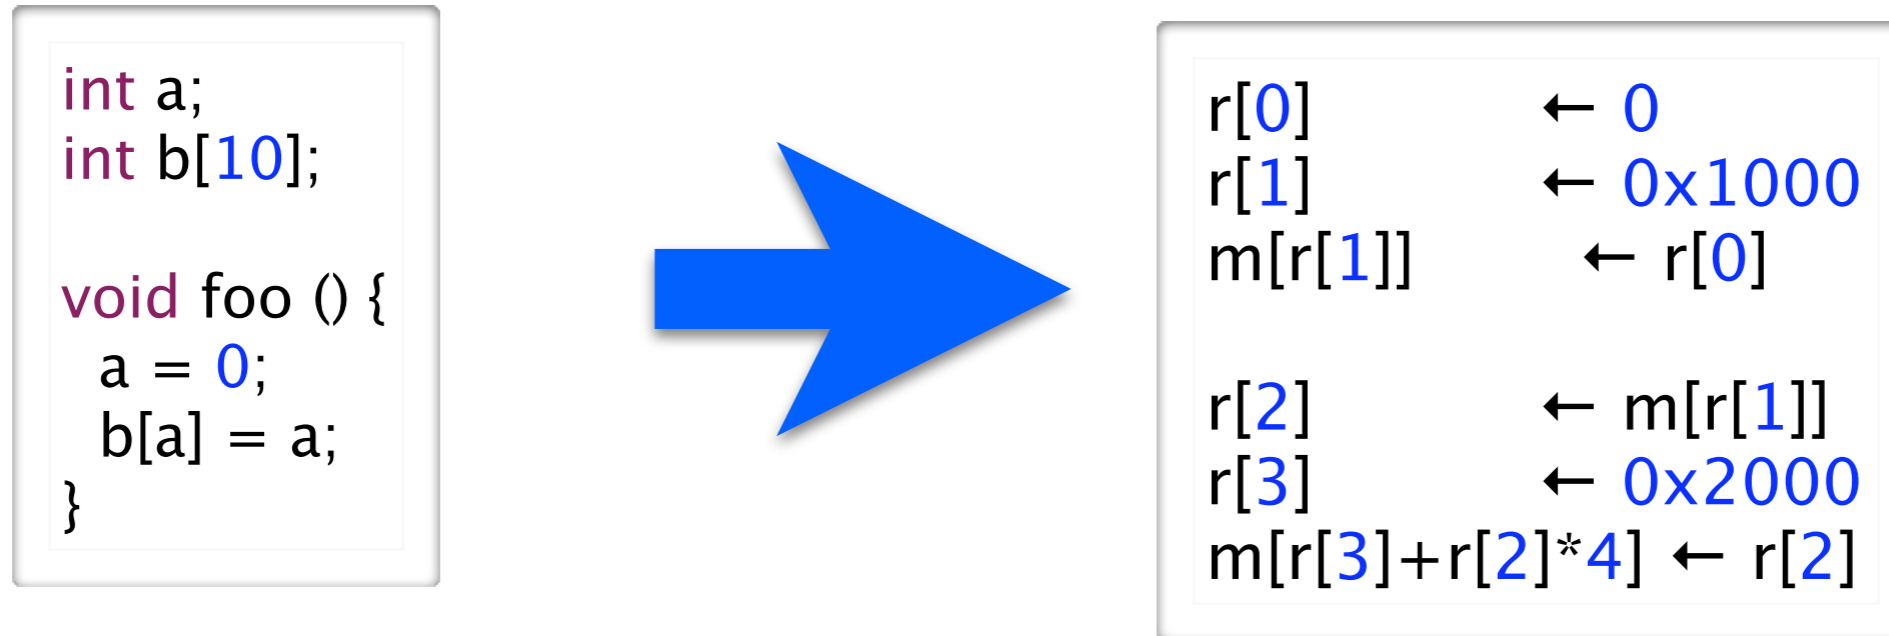 int a;
int b[10];
void foo () {
a = 0;
b[a] = a;
}
r[0] ← 0
r[1] ← 0x1000
m[r[1]] ← r[0]
r[2] ← m[r[1]]
r[3] ← 0x2000
m[r[3]+r[2]*4] ← r[2]